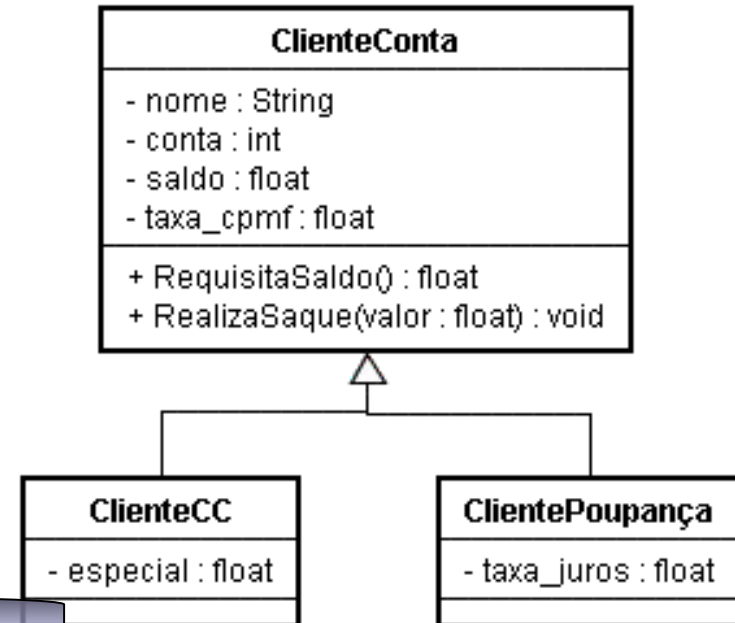 ClienteConta
- nome : String
- conta : int
- saldo : float
- taxa_cpmf : float
+ RequisitaSaldo() : float
+ RealizaSaque(valor : float) : void
ClienteCC
- especial : float
ClientePoupança
- taxa_juros : float